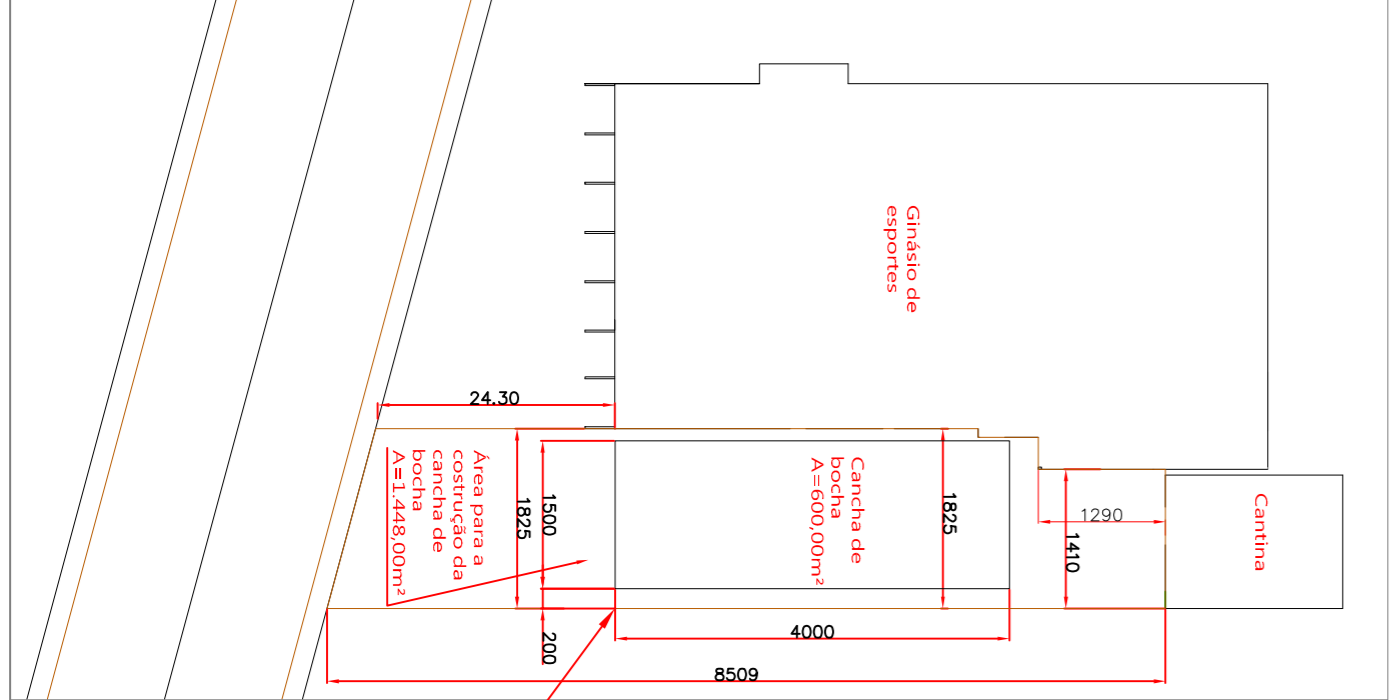 Ginásio de
esportes
24.30
Área para a
costrução da
cancha de
bocha
A=1.448,00m²
1825
1500
200
Cancha de
bocha
A=600,00m²
1825
1290
1410
Cantina
4000
8509